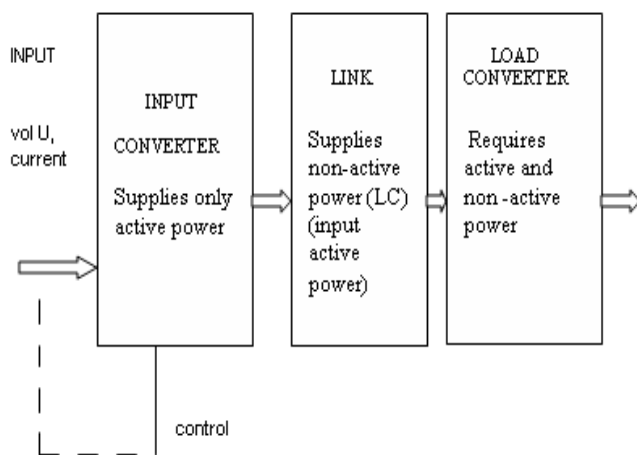 INPUT
vol U,
current
INPUT
CONVERTER
Supplies only
active power
LINK
Supplies
non-active
power (LC)
(input
active
power)
LOAD
CONVERTER
Requires
active and
non -active
power
control